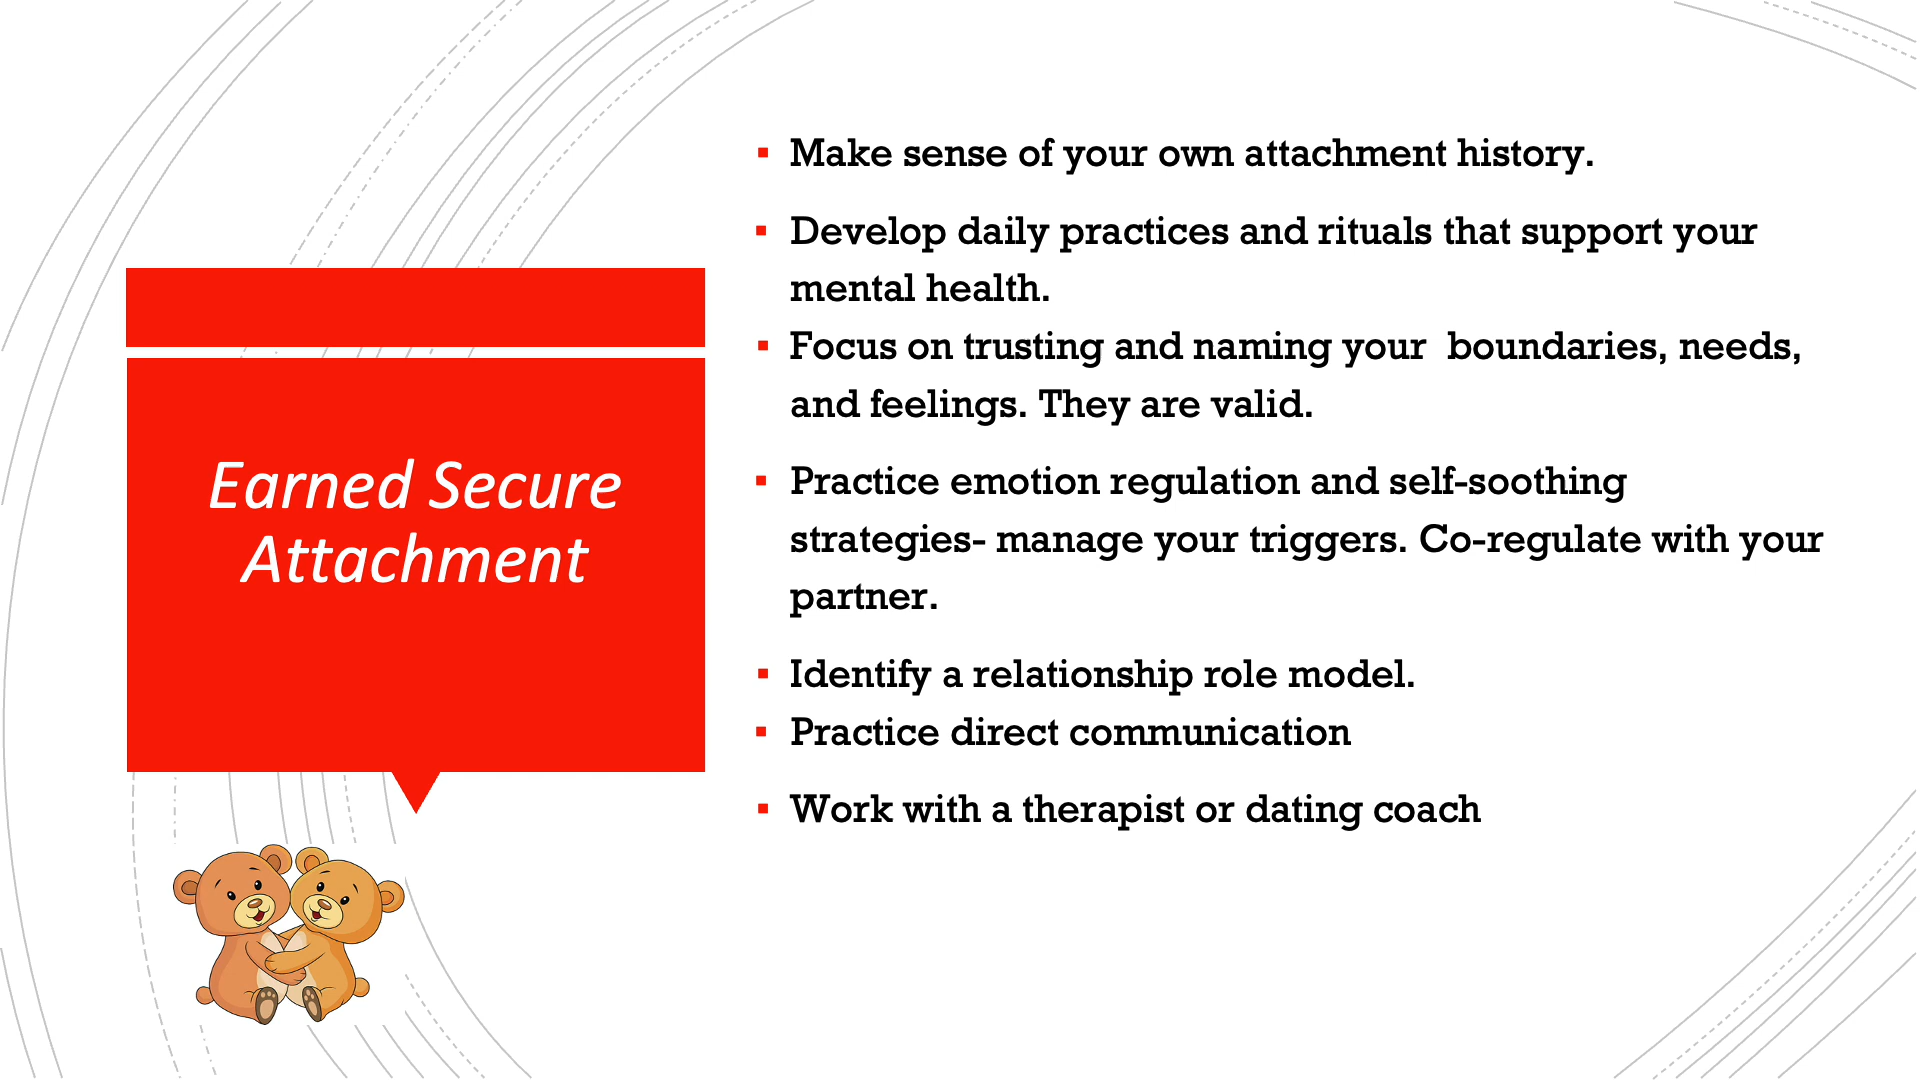 Earned Secure
Attachment
▪ Make sense of your own attachment history.
▪ Develop daily practices and rituals that support your
mental health.
▪ Focus on trusting and naming your  boundaries, needs,
and feelings. They are valid.
▪ Practice emotion regulation and self-soothing
strategies- manage your triggers. Co-regulate with your
partner.
▪ Identify a relationship role model.
▪ Practice direct communication
▪ Work with a therapist or dating coach